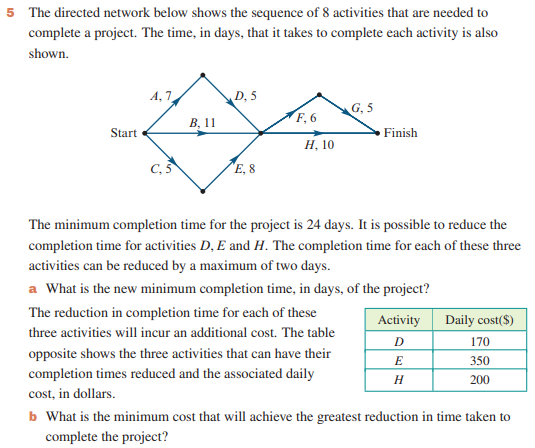 5 The directed network below shows the sequence of 8 activities that are needed to
complete a project. The time, in days, that it takes to complete each activity is also
shown.
A, 7
D, 5
G, 5
F, 6
B, 11
Start
Finish
H, 10
C, 5
E, 8
The minimum completion time for the project is 24 days. It is possible to reduce the
completion time for activities D, E and H. The completion time for each of these three
activities can be reduced by a maximum of two days.
a What is the new minimum completion time, in days, of the project?
The reduction in completion time for each of these
three activities will incur an additional cost. The table
opposite shows the three activities that can have their
completion times reduced and the associated daily
cost, in dollars.
Activity Daily cost($)
D 170
E 350
H 200
b What is the minimum cost that will achieve the greatest reduction in time taken to
complete the project?